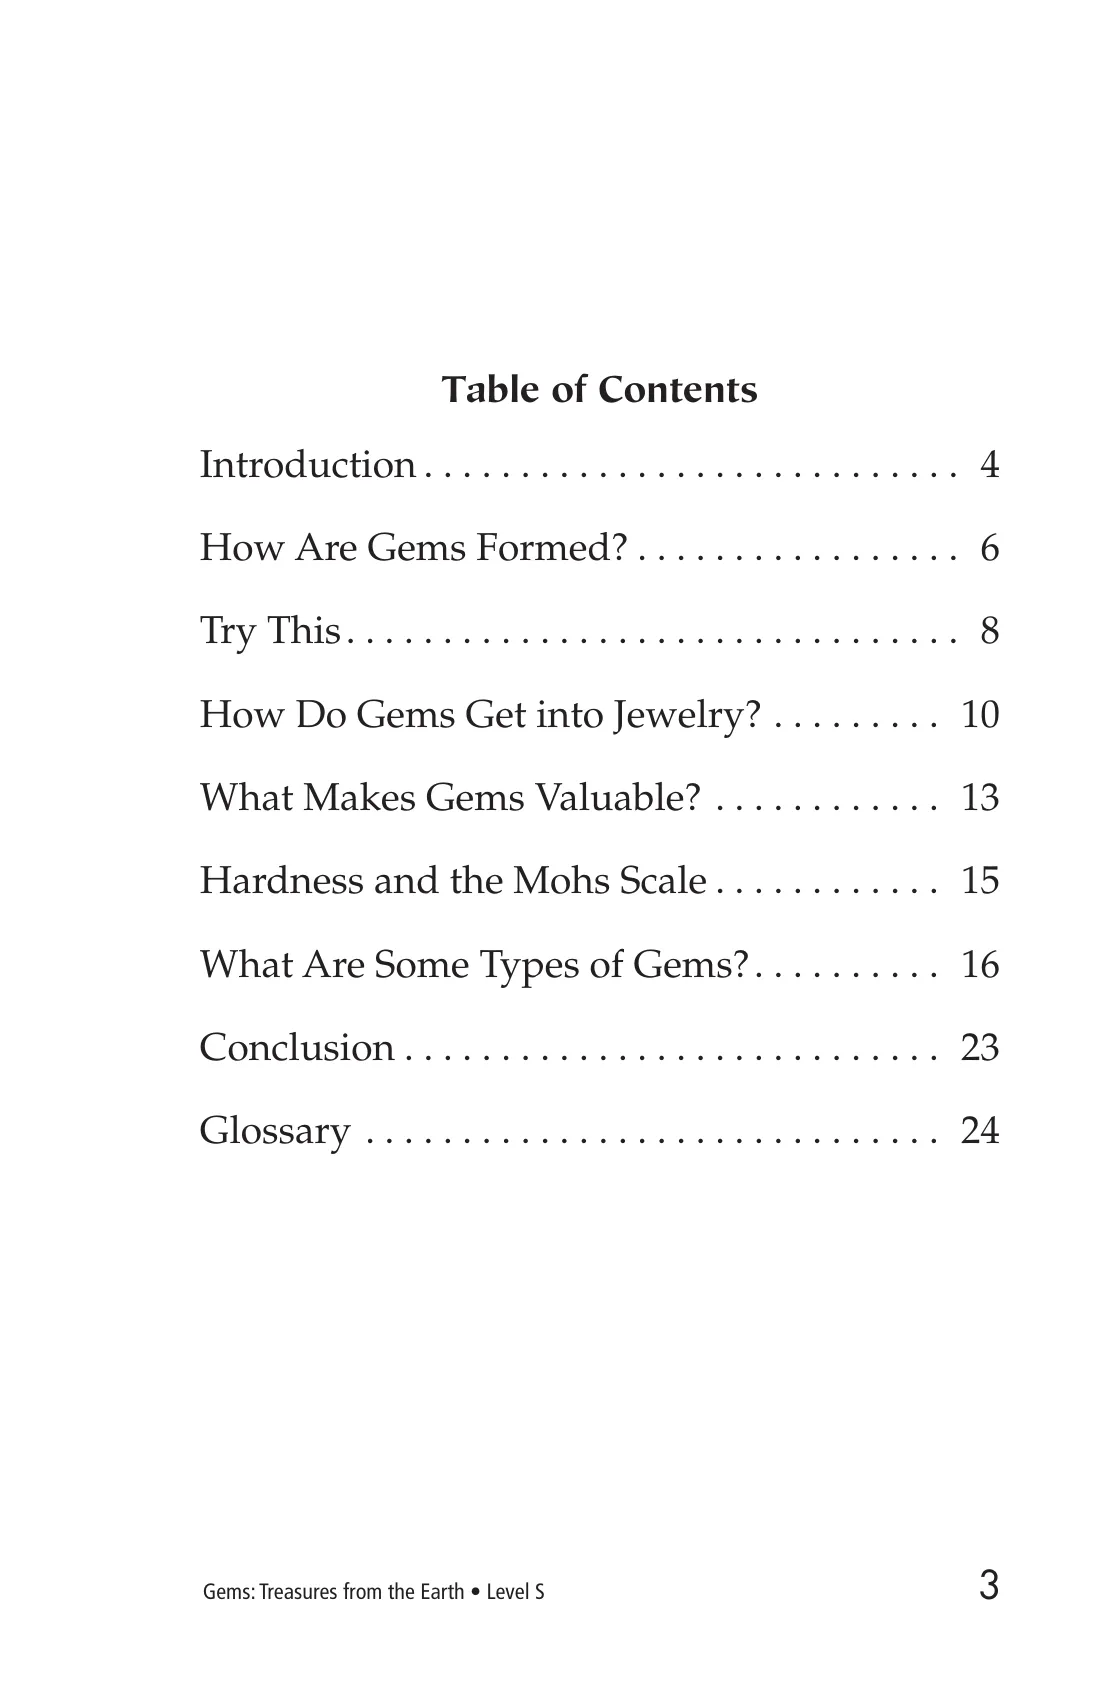 Table of Contents
Introduction . . . . . . . . . . . . . . . . . . . . . . . . . . . . 4
How Are Gems Formed? . . . . . . . . . . . . . . . . . 6
Try This . . . . . . . . . . . . . . . . . . . . . . . . . . . . . . . . 8
How Do Gems Get into Jewelry? . . . . . . . . . 10
What Makes Gems Valuable? . . . . . . . . . . . . 13
Hardness and the Mohs Scale . . . . . . . . . . . . 15
What Are Some Types of Gems? . . . . . . . . . . 16
Conclusion . . . . . . . . . . . . . . . . . . . . . . . . . . . . 23
Glossary . . . . . . . . . . . . . . . . . . . . . . . . . . . . . . 24
Gems: Treasures from the Earth • Level S 3